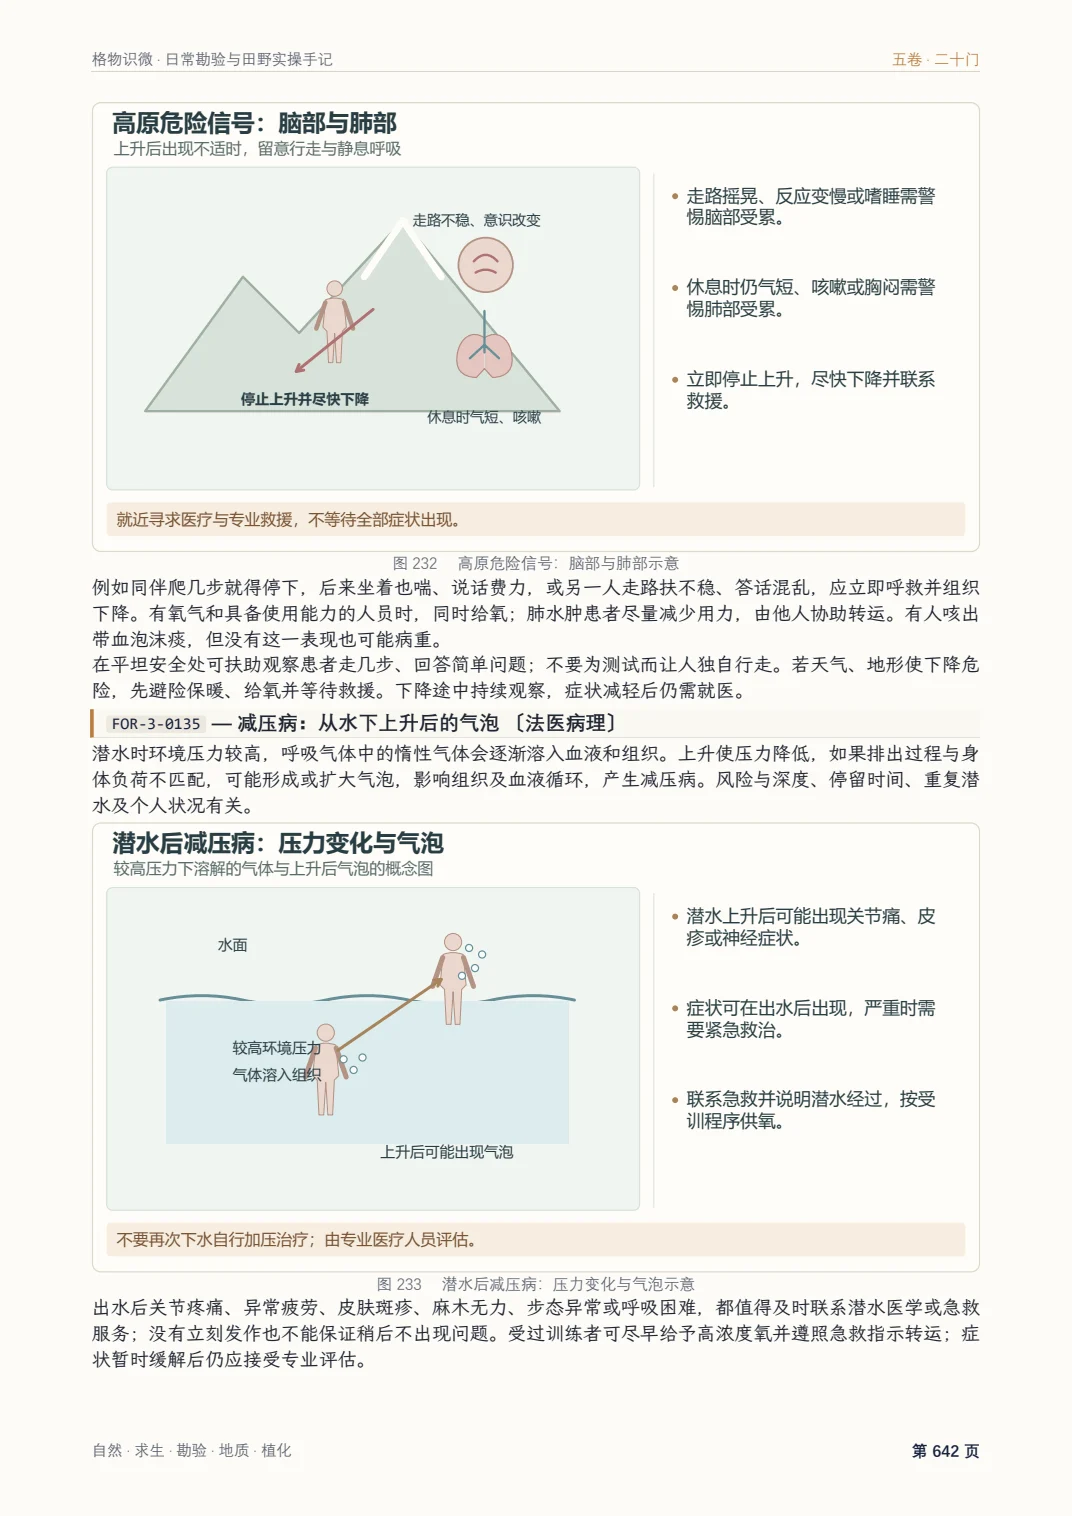 格物识微 · 日常勘验与田野实操手记
五卷 · 二十门
高原危险信号：脑部与肺部
上升后出现不适时，留意行走与静息呼吸
走路不稳、意识改变
停止上升并尽快下降
休息时气短、咳嗽
走路摇晃、反应变慢或嗜睡需警
惕脑部受累。
休息时仍气短、咳嗽或胸闷需警
惕肺部受累。
立即停止上升，尽快下降并联系
救援。
就近寻求医疗与专业救援，不等待全部症状出现。
图 232 高原危险信号：脑部与肺部示意
例如同伴爬几步就得停下，后来坐着也喘、说话费力，或另一人走路扶不稳、答话混乱，应立即呼救并组织
下降。有氧气和具备使用能力的人员时，同时给氧；肺水肿患者尽量减少用力，由他人协助转运。有人咳出
带血泡沫痰，但没有这一表现也可能病重。
在平坦安全处可扶助观察患者走几步、回答简单问题；不要为测试而让人独自行走。若天气、地形使下降危
险，先避险保暖、给氧并等待救援。下降途中持续观察，症状减轻后仍需就医。
FOR-3-0135 — 减压病：从水下上升后的气泡 〔法医病理〕
潜水时环境压力较高，呼吸气体中的惰性气体会逐渐溶入血液和组织。上升使压力降低，如果排出过程与身
体负荷不匹配，可能形成或扩大气泡，影响组织及血液循环，产生减压病。风险与深度、停留时间、重复潜
水及个人状况有关。
潜水后减压病：压力变化与气泡
较高压力下溶解的气体与上升后气泡的概念图
水面
较高环境压力
气体溶入组织
上升后可能出现气泡
潜水上升后可能出现关节痛、皮
疹或神经症状。
症状可在出水后出现，严重时需
要紧急救治。
联系急救并说明潜水经过，按受
训程序供氧。
不要再次下水自行加压治疗；由专业医疗人员评估。
图 233 潜水后减压病：压力变化与气泡示意
出水后关节疼痛、异常疲劳、皮肤斑疹、麻木无力、步态异常或呼吸困难，都值得及时联系潜水医学或急救
服务；没有立刻发作也不能保证稍后不出现问题。受过训练者可尽早给予高浓度氧并遵照急救指示转运；症
状暂时缓解后仍应接受专业评估。
自然 · 求生 · 勘验 · 地质 · 植化
第 642 页